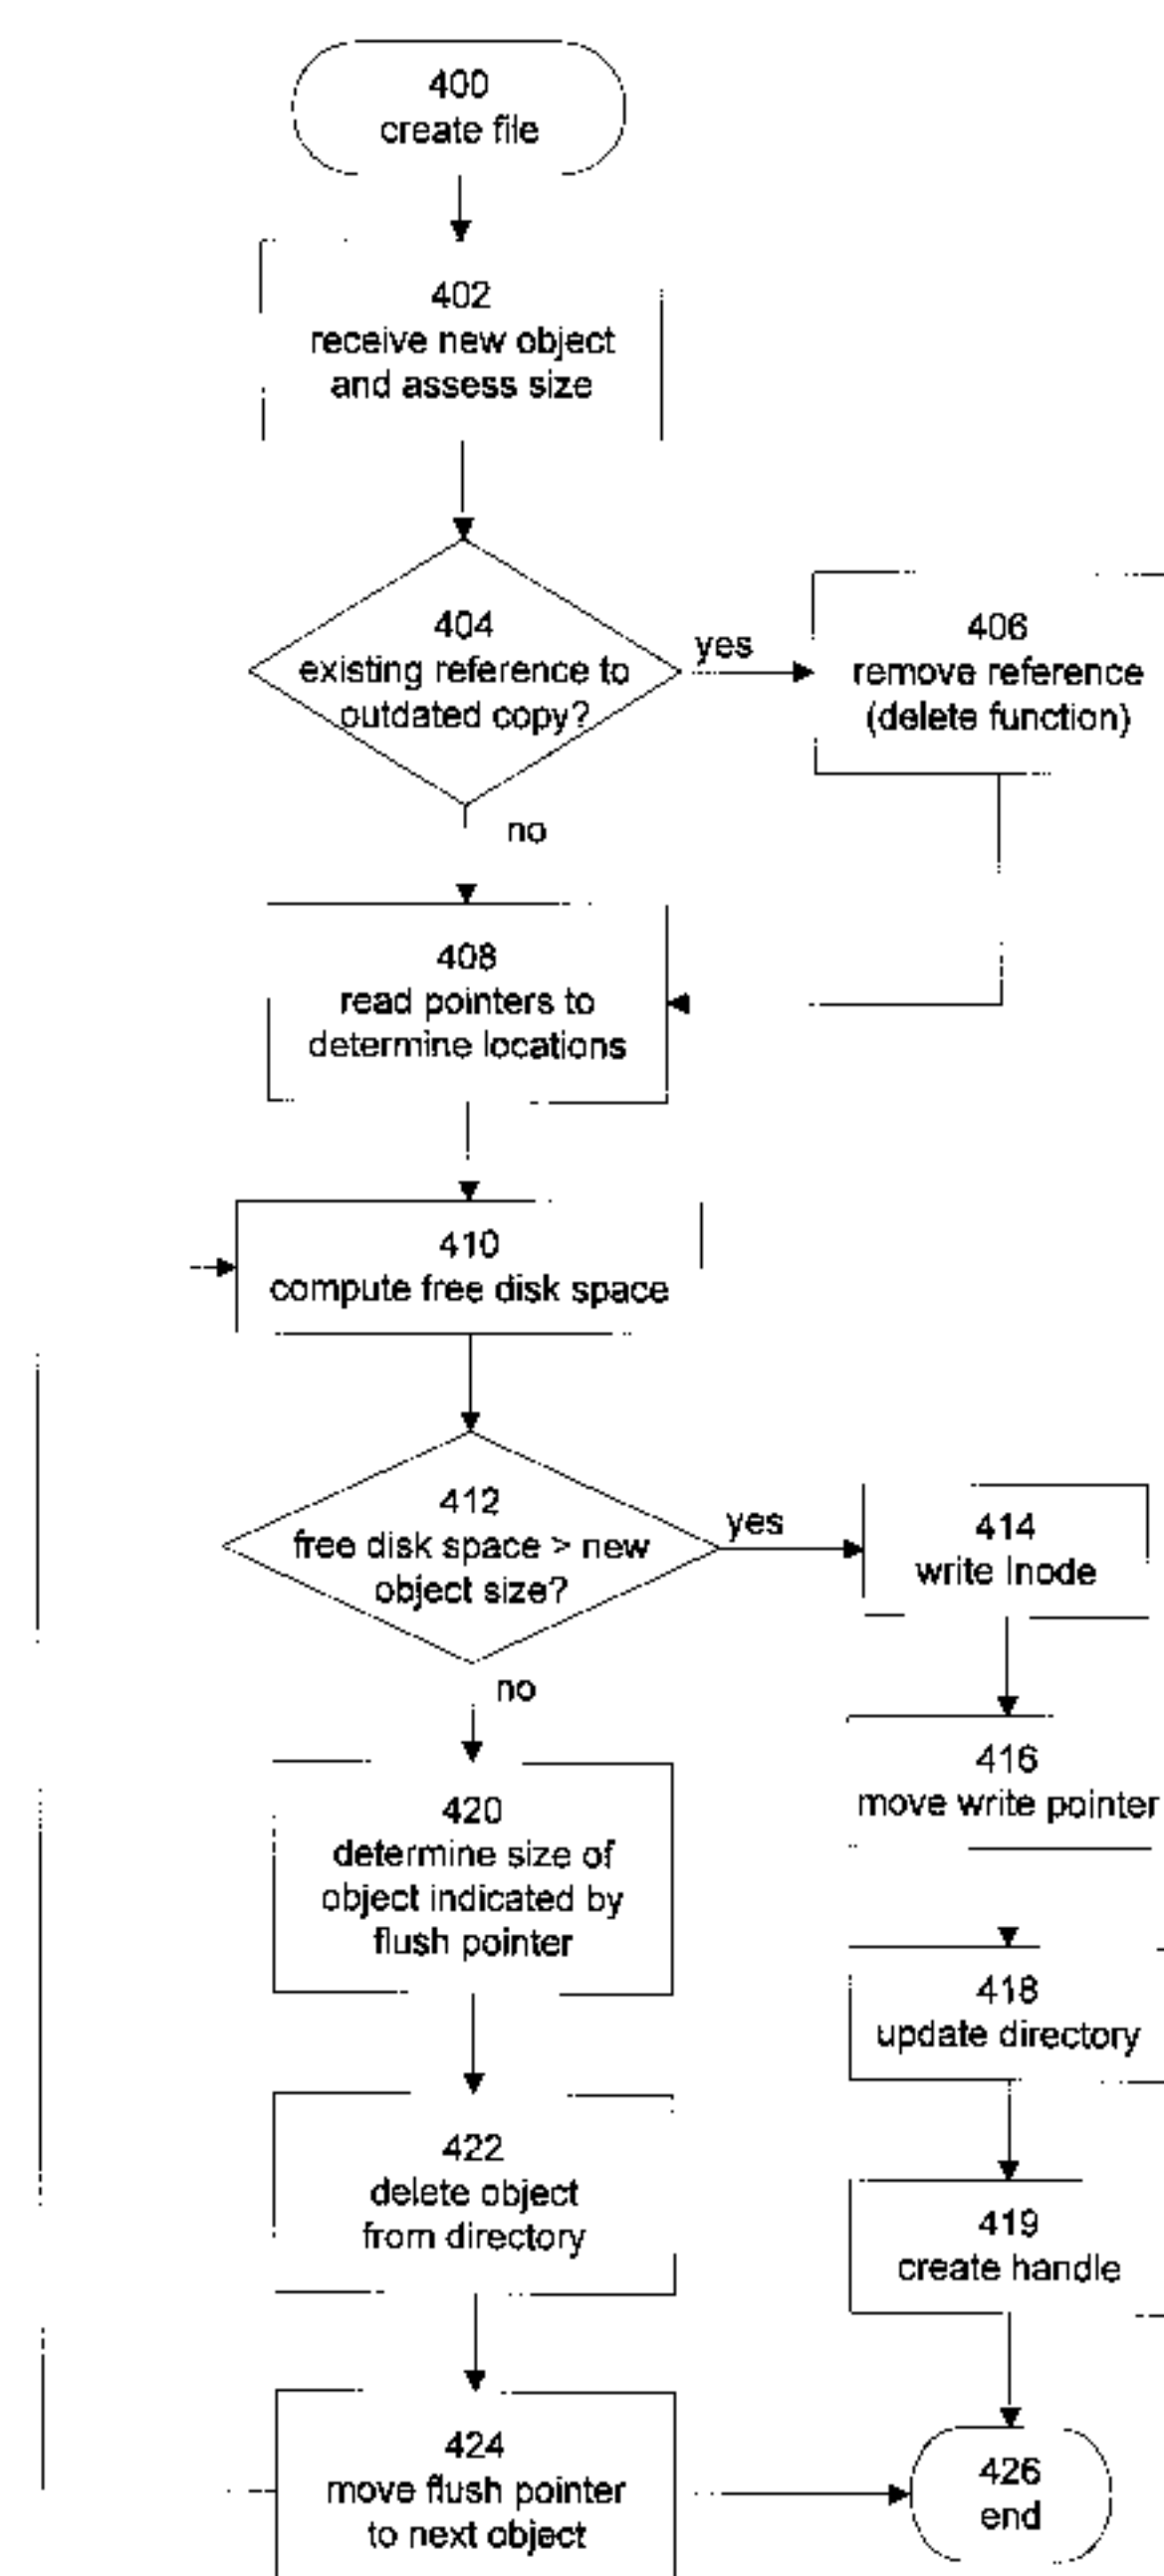 400
create file
402
receive new object
and assess size
404
existing reference to
outdated copy?
yes
406
remove reference
(delete function)
no
408
read pointers to
determine locations
410
compute free disk space
412
free disk space > new
object size?
yes
414
write Inode
416
move write pointer
418
update directory
419
create handle
no
420
determine size of
object indicated by
flush pointer
422
delete object
from directory
424
move flush pointer
to next object
426
end